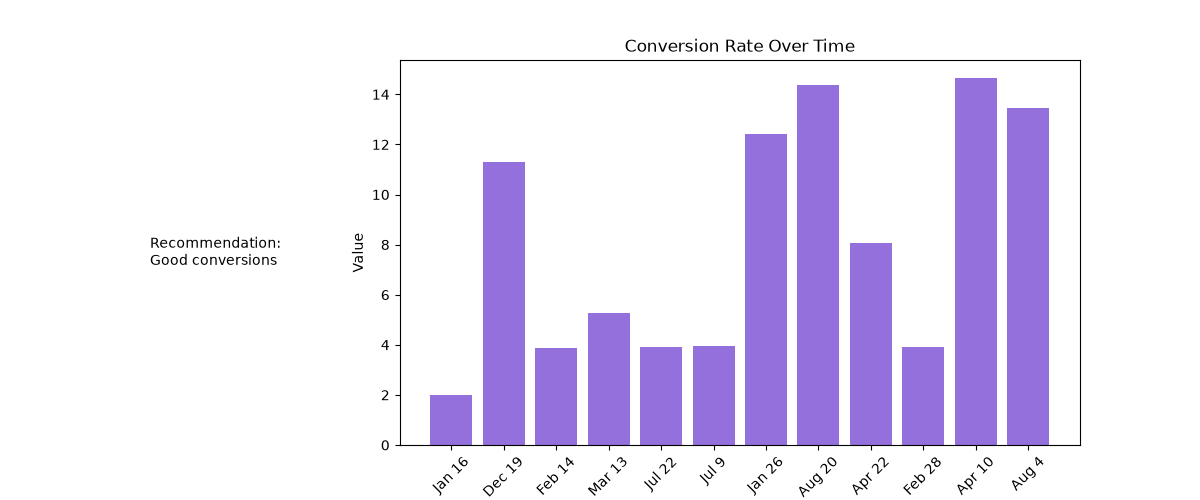 Conversion Rate Over Time
Recommendation:
Good conversions
Value
14
12
10
8
6
4
2
0
Jan 16
Dec 19
Feb 14
Mar 13
Jul 22
Jul 9
Jan 26
Aug 20
Apr 22
Feb 28
Apr 10
Aug 4